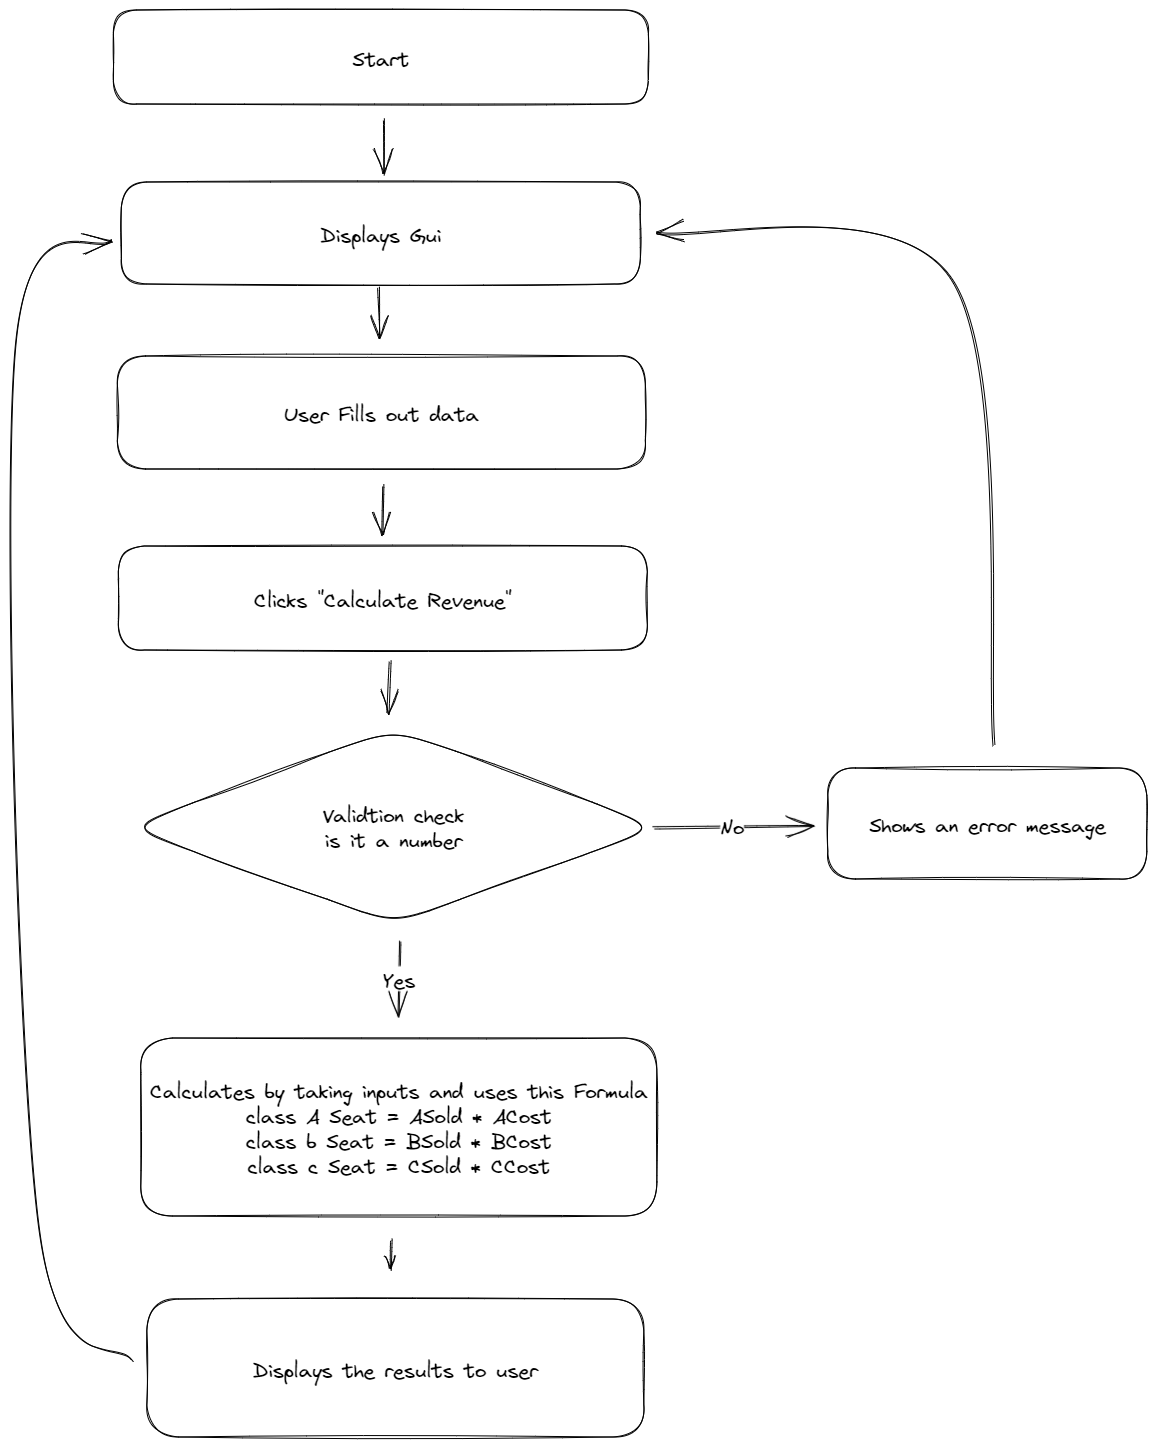 Start
Displays Gui
User Fills out data
Clicks "Calculate Revenue"
Validtion check
is it a number
No
Shows an error message
Yes
Calculates by taking inputs and uses this Formula
class A Seat = ASold * ACost
class b Seat = BSold * BCost
class c Seat = CSold * CCost
Displays the results to user